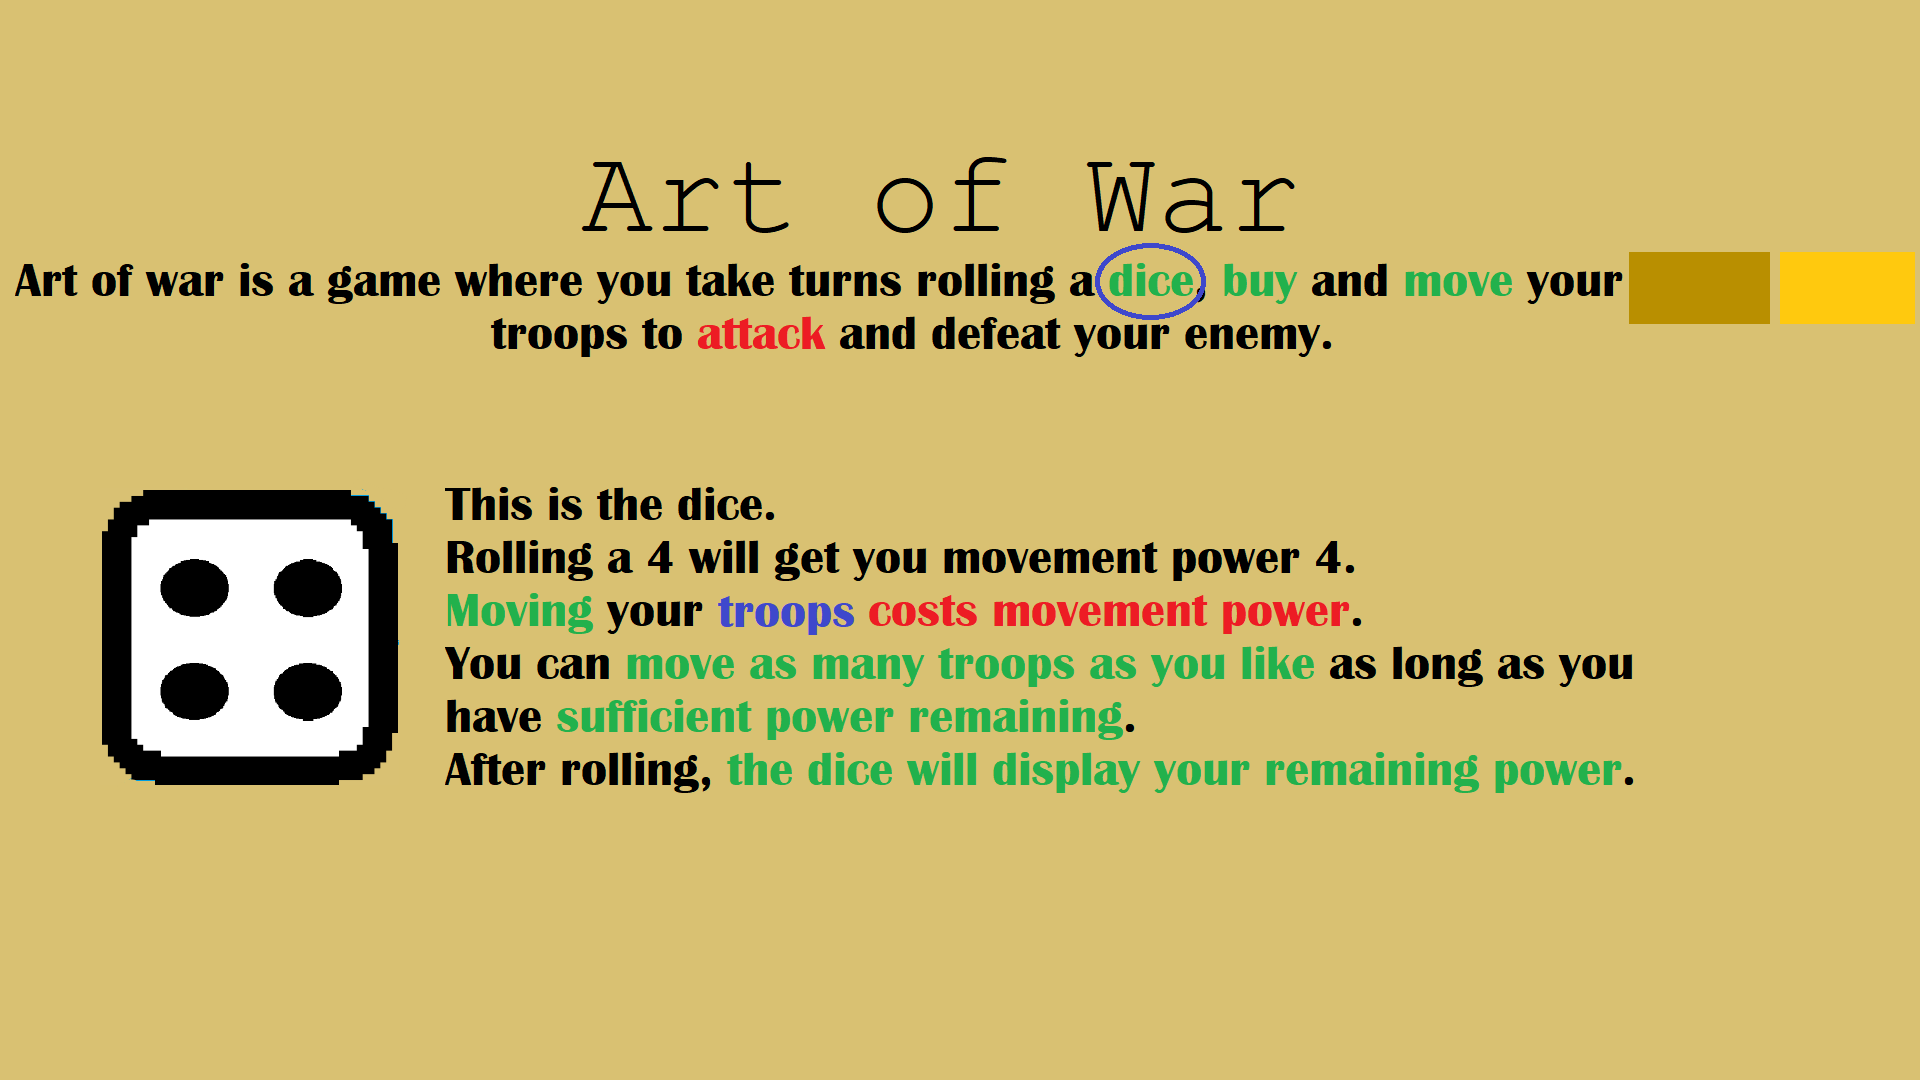 Art of War
Art of war is a game where you take turns rolling a dice, buy and move your
troops to attack and defeat your enemy.
This is the dice.
Rolling a 4 will get you movement power 4.
Moving your troops costs movement power.
You can move as many troops as you like as long as you
have sufficient power remaining.
After rolling, the dice will display your remaining power.